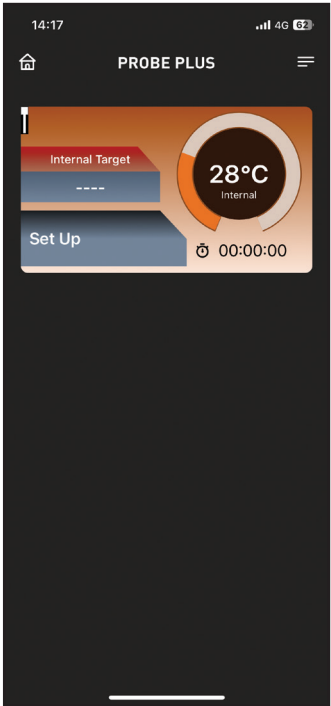 14:17
4G 62
PROBE PLUS
Internal Target
----
28°C
Internal
Set Up
00:00:00